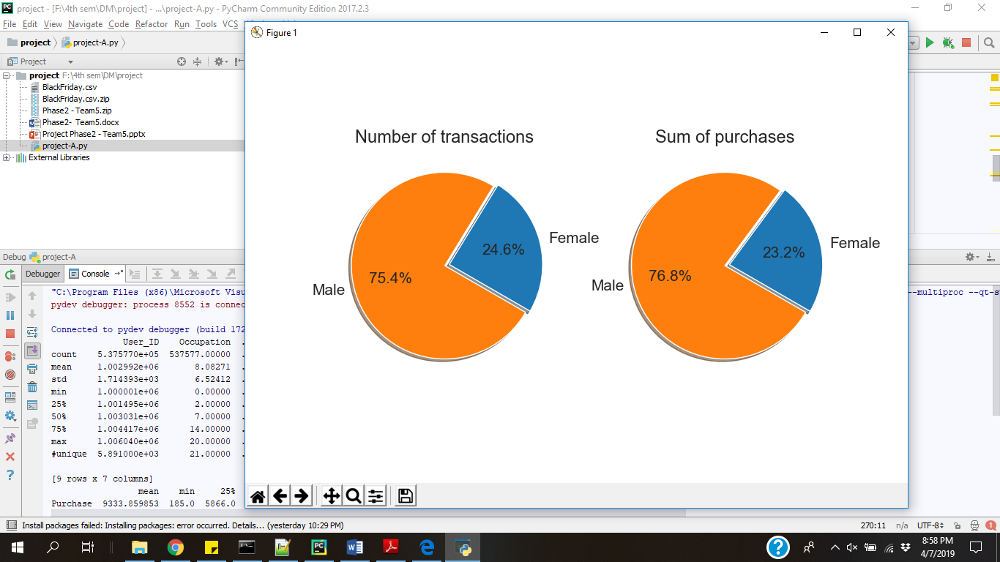 project - [F:\4th sem\DM\project] - ...\project-A.py - PyCharm Community Edition 2017.2.3
File Edit View Navigate Code Refactor Run Tools VCS
project project-A.py
Project
project F:\4th sem\DM\project
BlackFriday.csv
BlackFriday.csv.zip
Phase2 - Team5.zip
Phase2- Team5.docx
Project Phase2 - Team5.pptx
project-A.py
External Libraries
Figure 1
Number of transactions
Male
75.4%
24.6%
Female
Sum of purchases
Male
76.8%
23.2%
Female
Debug project-A
Debugger Console
"C:\Program Files (x86)\Microsoft Visu
--multiproc --qt-s
pydev debugger: process 8552 is connec
Connected to pydev debugger (build 172
User_ID Occupation .
count 5.375770e+05 537577.00000 .
mean 1.002992e+06 8.08271 .
std 1.714393e+03 6.52412 .
min 1.000001e+06 0.00000 .
25% 1.001495e+06 2.00000 .
50% 1.003031e+06 7.00000 .
75% 1.004417e+06 14.00000 .
max 1.006040e+06 20.00000 .
#unique 5.891000e+03 21.00000 .
[9 rows x 7 columns]
mean min 25%
Purchase 9333.859853 185.0 5866.0
Install packages failed: Installing packages: error occurred. Details... (yesterday 10:29 PM)
270:11 n/a UTF-8 1
8:58 PM
4/7/2019